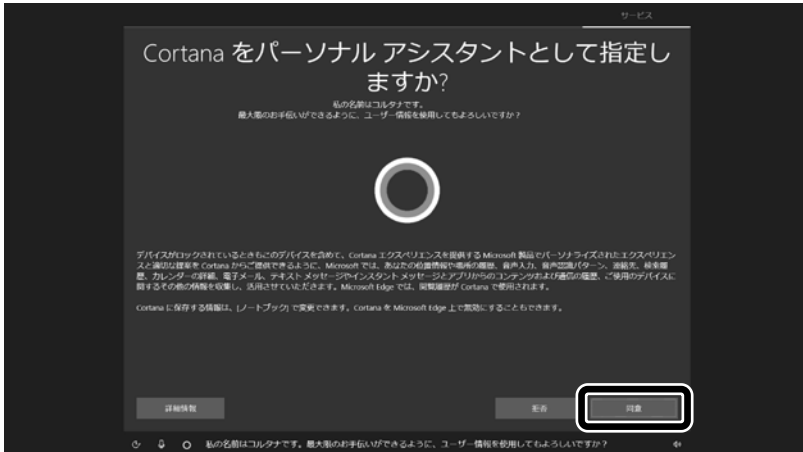 サービス
Cortana をパーソナル アシスタントとして指定し
ますか?
私の名前はコルタナです。
最大限のお手伝いができるように、ユーザー情報を使用してもよろしいですか?
デバイスがロックされているときもこのデバイスを含めて、Cortana エクスペリエンスを提供する Microsoft 製品でパーソナライズされたエクスペリエン
スと適切な提案を Cortana からご提供できるように、Microsoft では、あなたの位置情報や場所の履歴、音声入力、音声認識パターン、連絡先、検索履
歴、カレンダーの詳細、電子メール、テキスト メッセージやインスタント メッセージとアプリからのコンテンツおよび通信の履歴、ご使用のデバイスに
関するその他の情報を収集し、活用させていただきます。Microsoft Edge では、閲覧履歴が Cortana で使用されます。
Cortana に保存する情報は、[ノートブック] で変更できます。Cortana を Microsoft Edge 上で無効にすることもできます。
詳細情報
拒否
同意
私の名前はコルタナです。最大限のお手伝いができるように、ユーザー情報を使用してもよろしいですか?